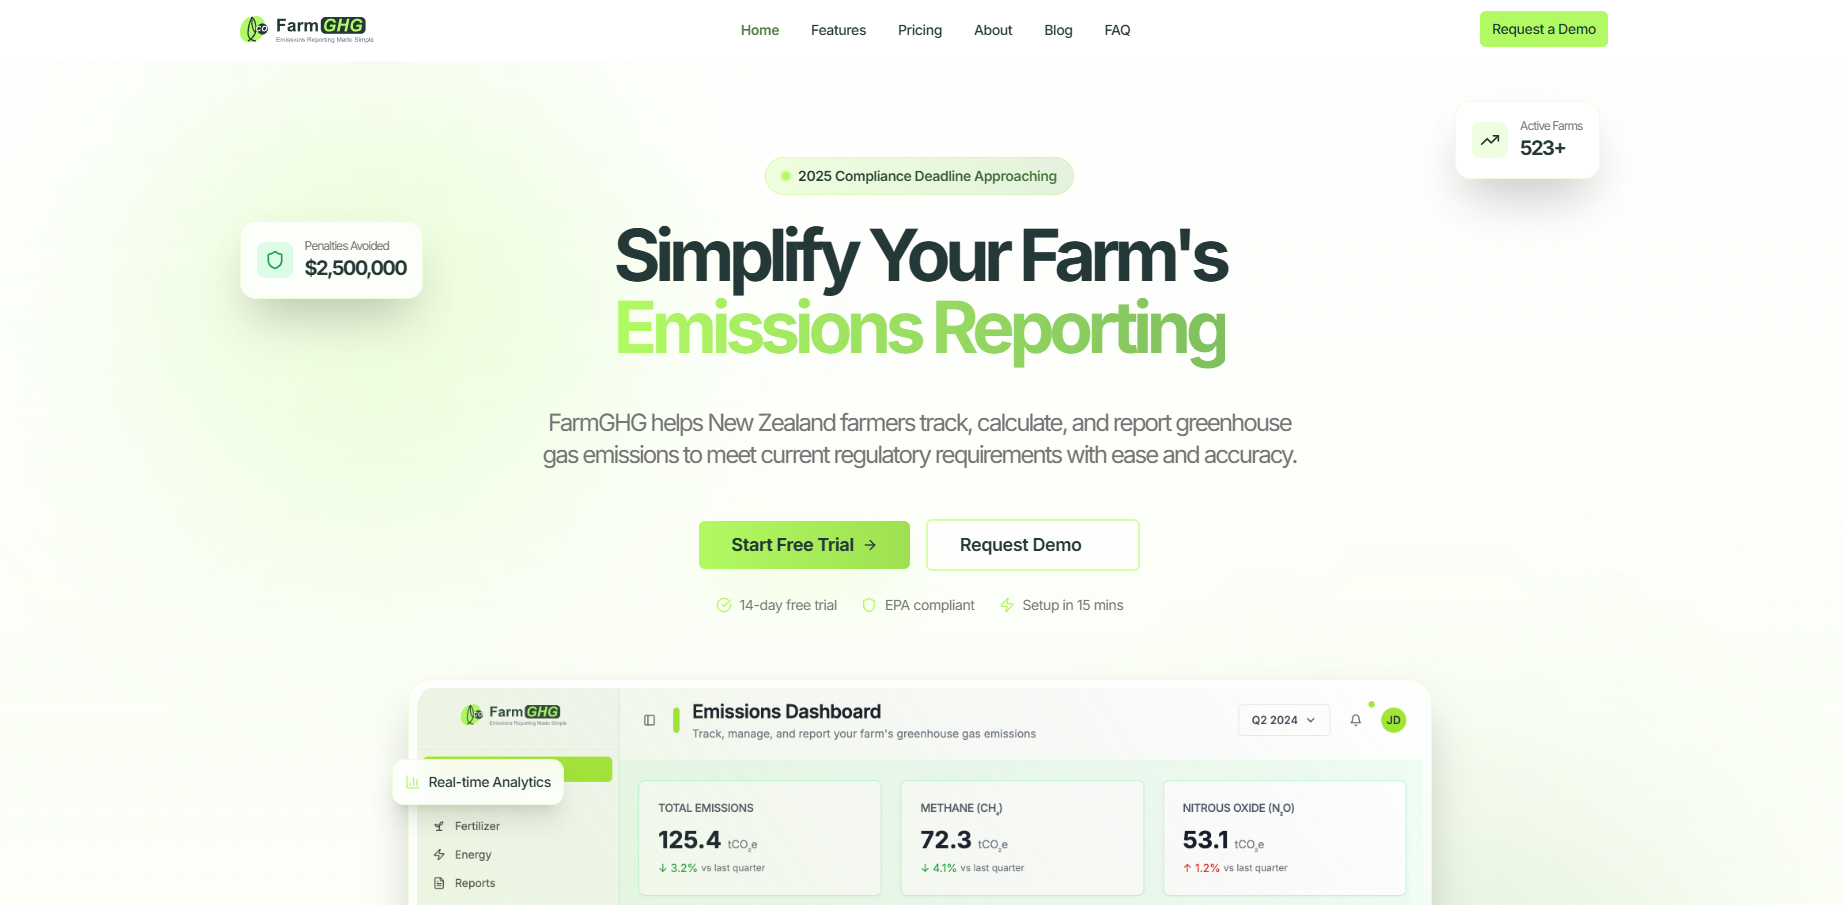 FarmGHG
Emissions Reporting Made Simple
Home
Features
Pricing
About
Blog
FAQ
Request a Demo
Active Farms
523+
2025 Compliance Deadline Approaching
Penalties Avoided
$2,500,000
Simplify Your Farm's
Emissions Reporting
FarmGHG helps New Zealand farmers track, calculate, and report greenhouse
gas emissions to meet current regulatory requirements with ease and accuracy.
Start Free Trial →
Request Demo
14-day free trial
EPA compliant
Setup in 15 mins
FarmGHG
Emissions Reporting Made Simple
Emissions Dashboard
Track, manage, and report your farm's greenhouse gas emissions
Q2 2024
JD
Real-time Analytics
Fertilizer
Energy
Reports
TOTAL EMISSIONS
125.4 tCO₂e
↓ 3.2% vs last quarter
METHANE (CH₄)
72.3 tCO₂e
↓ 4.1% vs last quarter
NITROUS OXIDE (N₂O)
53.1 tCO₂e
↑ 1.2% vs last quarter